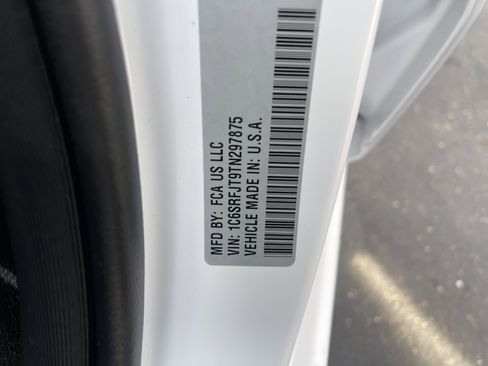 MFD BY: FCA US LLC
VIN: 1C6SRFJT9TN297875
VEHICLE MADE IN: U.S.A.